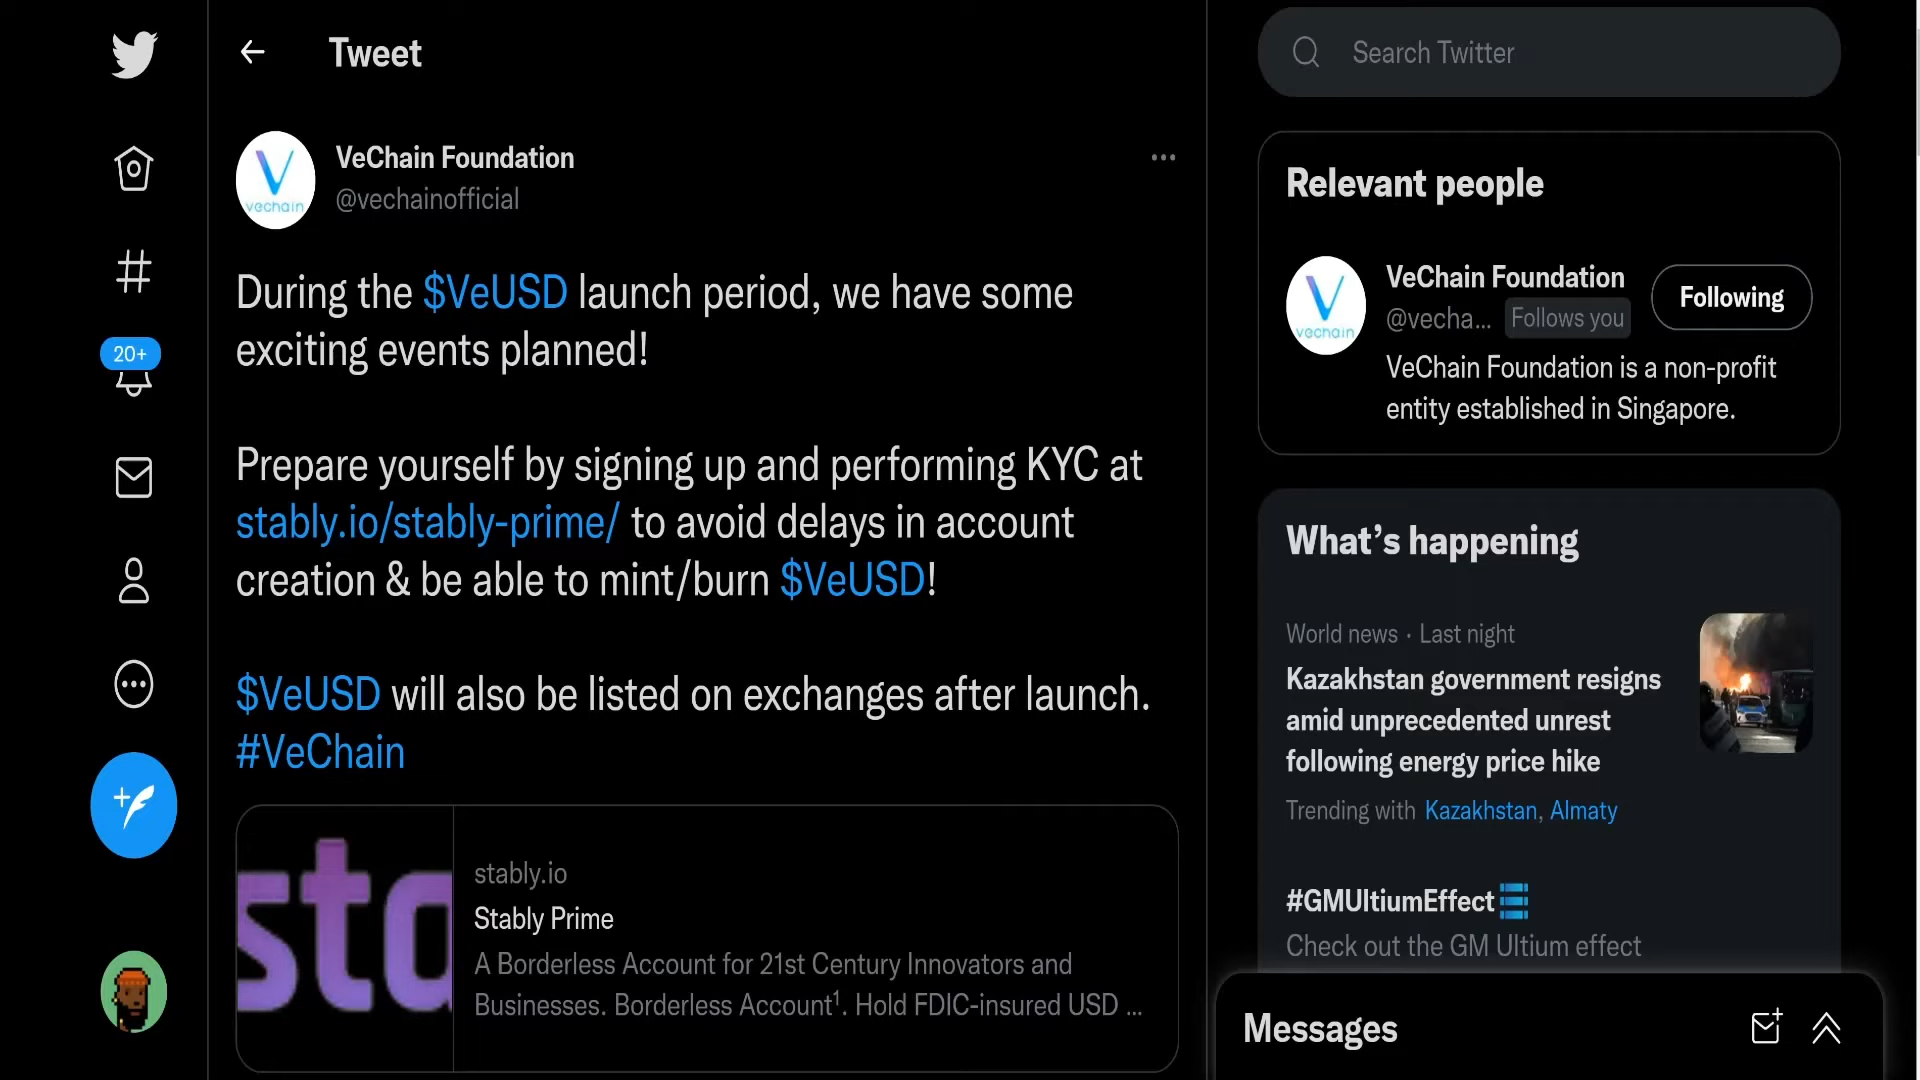 Tweet
VeChain Foundation
@vechainofficial
During the $VeUSD launch period, we have some
exciting events planned!
Prepare yourself by signing up and performing KYC at
stably.io/stably-prime/ to avoid delays in account
creation & be able to mint/burn $VeUSD!
$VeUSD will also be listed on exchanges after launch.
#VeChain
sta
stably.io
Stably Prime
A Borderless Account for 21st Century Innovators and
Businesses. Borderless Account¹. Hold FDIC-insured USD ...
20+
vechain
Search Twitter
Relevant people
vechain
VeChain Foundation
@vecha... Follows you
Following
VeChain Foundation is a non-profit
entity established in Singapore.
What's happening
World news · Last night
Kazakhstan government resigns
amid unprecedented unrest
following energy price hike
Trending with Kazakhstan, Almaty
#GMUltiumEffect
Check out the GM Ultium effect
Messages